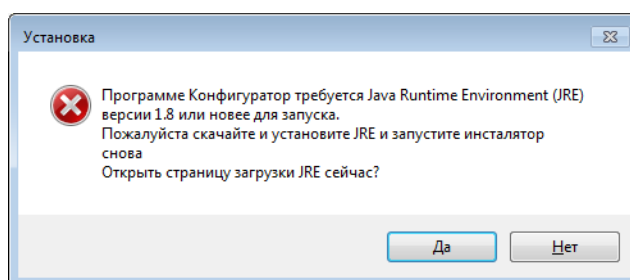 Установка
Программе Конфигуратор требуется Java Runtime Environment (JRE)
версии 1.8 или новее для запуска.
Пожалуйста скачайте и установите JRE и запустите инсталятор
снова
Открыть страницу загрузки JRE сейчас?
Да
Нет